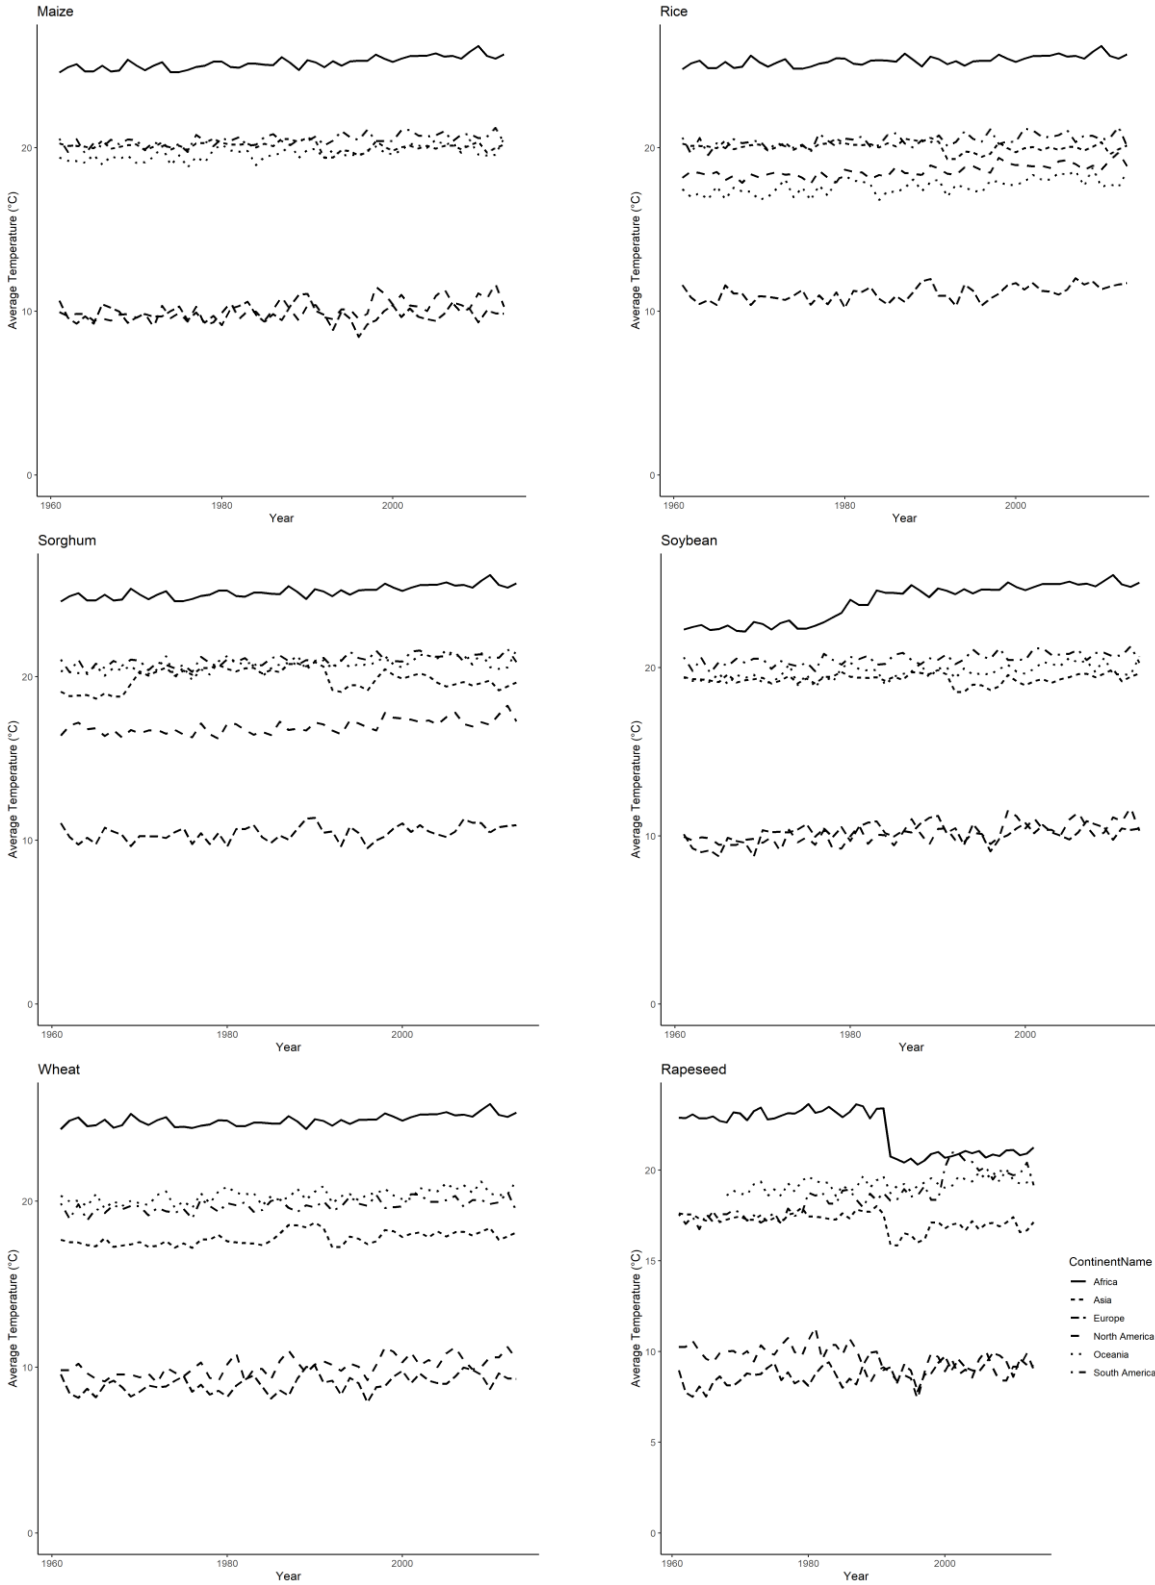 Maize
Average Temperature (°C)
20
10
0
1960
1980
2000
Year
Rice
Average Temperature (°C)
20
10
0
1960
1980
2000
Year
Sorghum
Average Temperature (°C)
20
10
0
1960
1980
2000
Year
Soybean
Average Temperature (°C)
20
10
0
1960
1980
2000
Year
Wheat
Average Temperature (°C)
20
10
0
1960
1980
2000
Year
Rapeseed
Average Temperature (°C)
20
15
10
5
0
1960
1980
2000
Year
ContinentName
Africa
Asia
Europe
North America
Oceania
South America